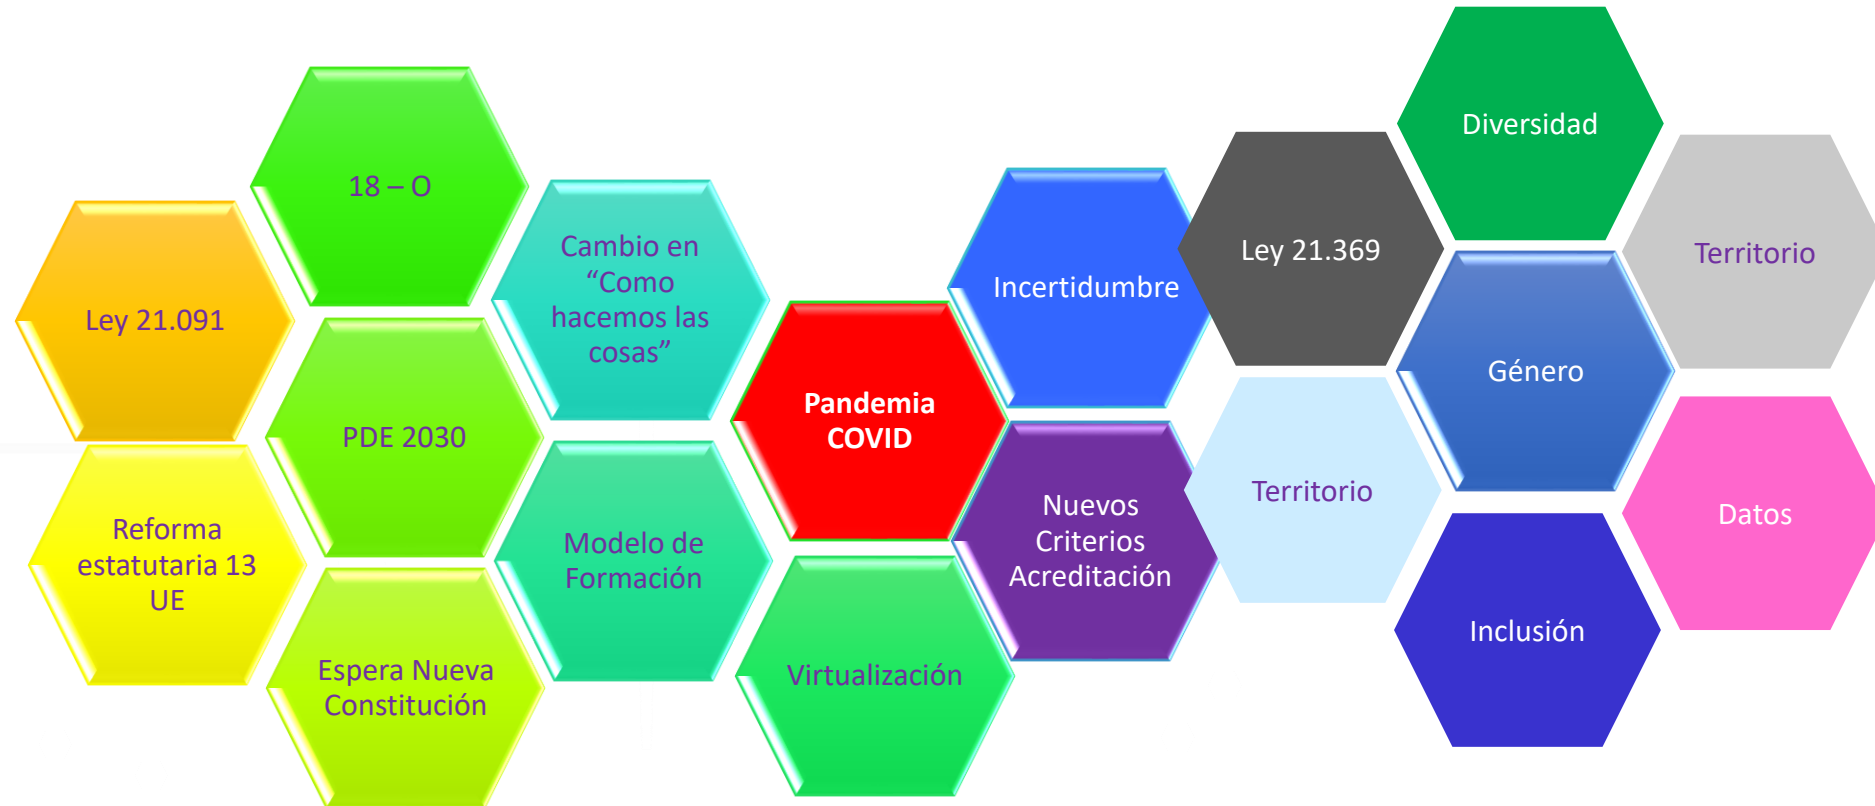 Ley 21.091
Reforma
estatutaria 13
UE
18 – O
PDE 2030
Espera Nueva
Constitución
Cambio en
“Como
hacemos las
cosas”
Modelo de
Formación
Pandemia
COVID
Virtualización
Incertidumbre
Nuevos
Criterios
Acreditación
Ley 21.369
Territorio
Diversidad
Género
Inclusión
Territorio
Datos